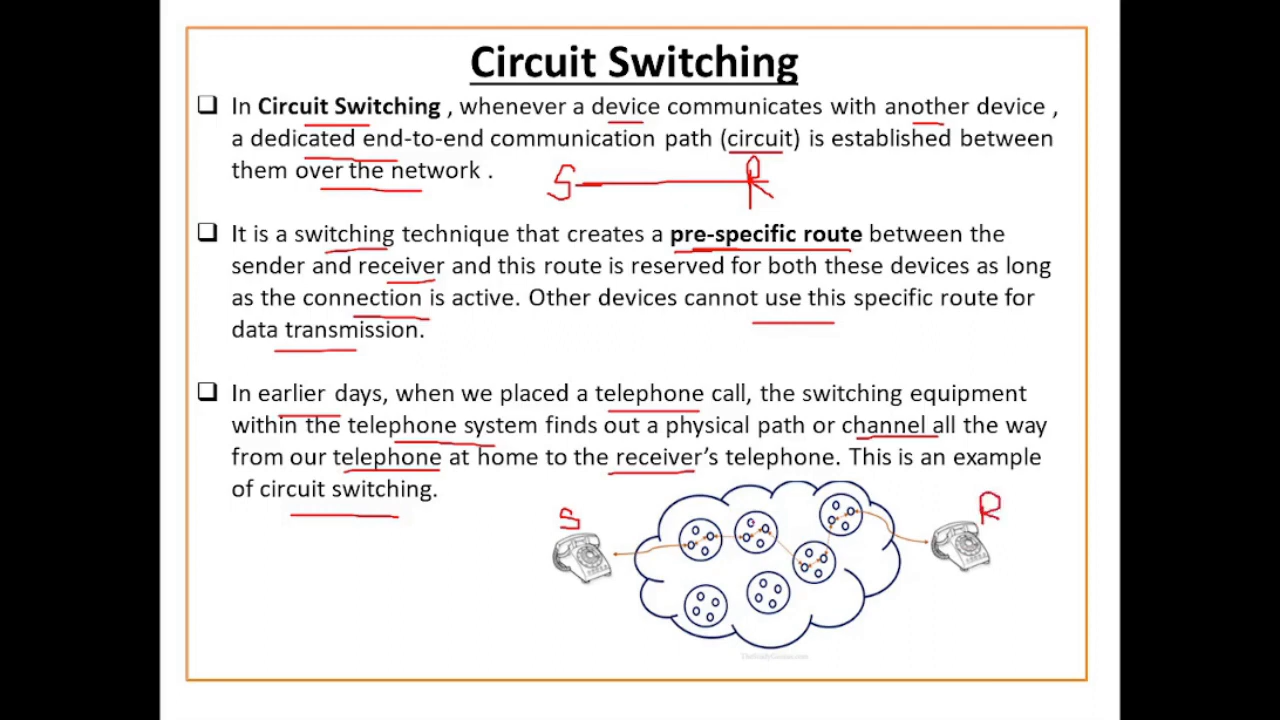 Circuit Switching
❑ In Circuit Switching , whenever a device communicates with another device ,
a dedicated end-to-end communication path (circuit) is established between
them over the network .
S R
❑ It is a switching technique that creates a pre-specific route between the
sender and receiver and this route is reserved for both these devices as long
as the connection is active. Other devices cannot use this specific route for
data transmission.
❑ In earlier days, when we placed a telephone call, the switching equipment
within the telephone system finds out a physical path or channel all the way
from our telephone at home to the receiver’s telephone. This is an example
of circuit switching.
S R